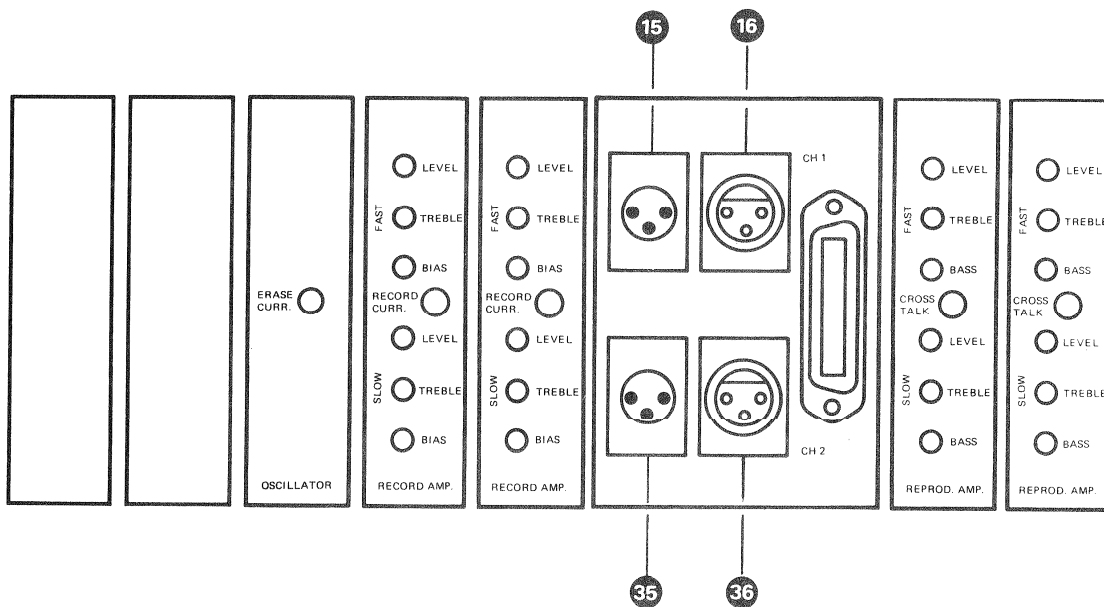 15
16
ERASE
CURR.
OSCILLATOR
LEVEL
FAST
TREBLE
BIAS
RECORD
CURR.
LEVEL
SLOW
TREBLE
BIAS
RECORD AMP.
LEVEL
FAST
TREBLE
BIAS
RECORD
CURR.
LEVEL
SLOW
TREBLE
BIAS
RECORD AMP.
CH 1
CH 2
LEVEL
FAST
TREBLE
BASS
CROSS
TALK
LEVEL
SLOW
TREBLE
BASS
REPROD. AMP.
LEVEL
FAST
TREBLE
BASS
CROSS
TALK
LEVEL
SLOW
TREBLE
BASS
REPROD. AMP.
35
36